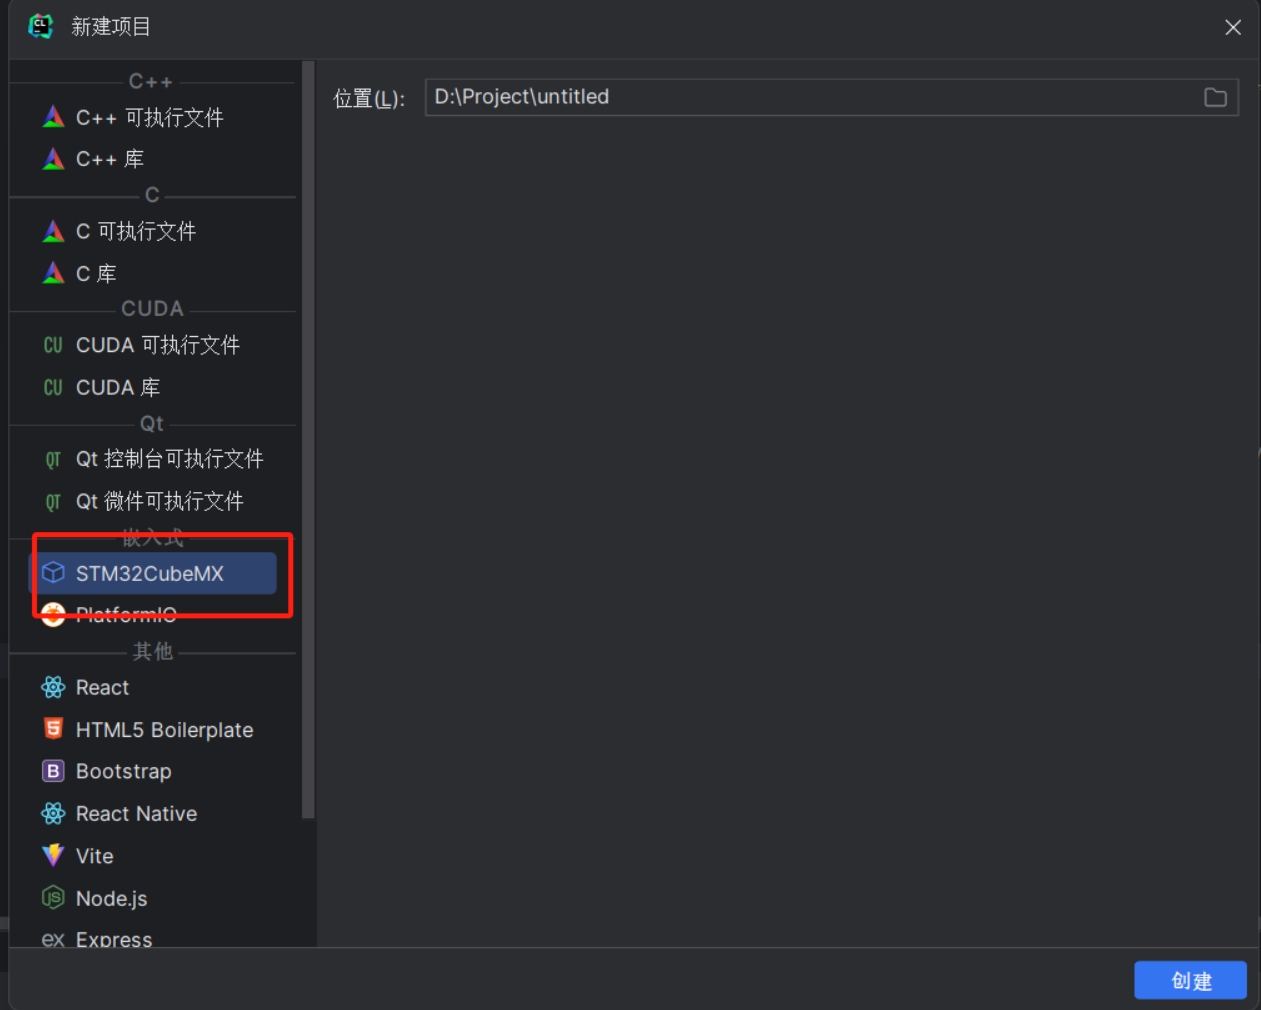 新建项目
C++
C++ 可执行文件
C++ 库
C
C 可执行文件
C 库
CUDA
CU CUDA 可执行文件
CU CUDA 库
Qt
QT Qt 控制台可执行文件
QT Qt 微件可执行文件
嵌入式
STM32CubeMX
PlatformIO
其他
React
HTML5 Boilerplate
B Bootstrap
React Native
Vite
Node.js
ex Express
位置(L):
D:\Project\untitled
创建